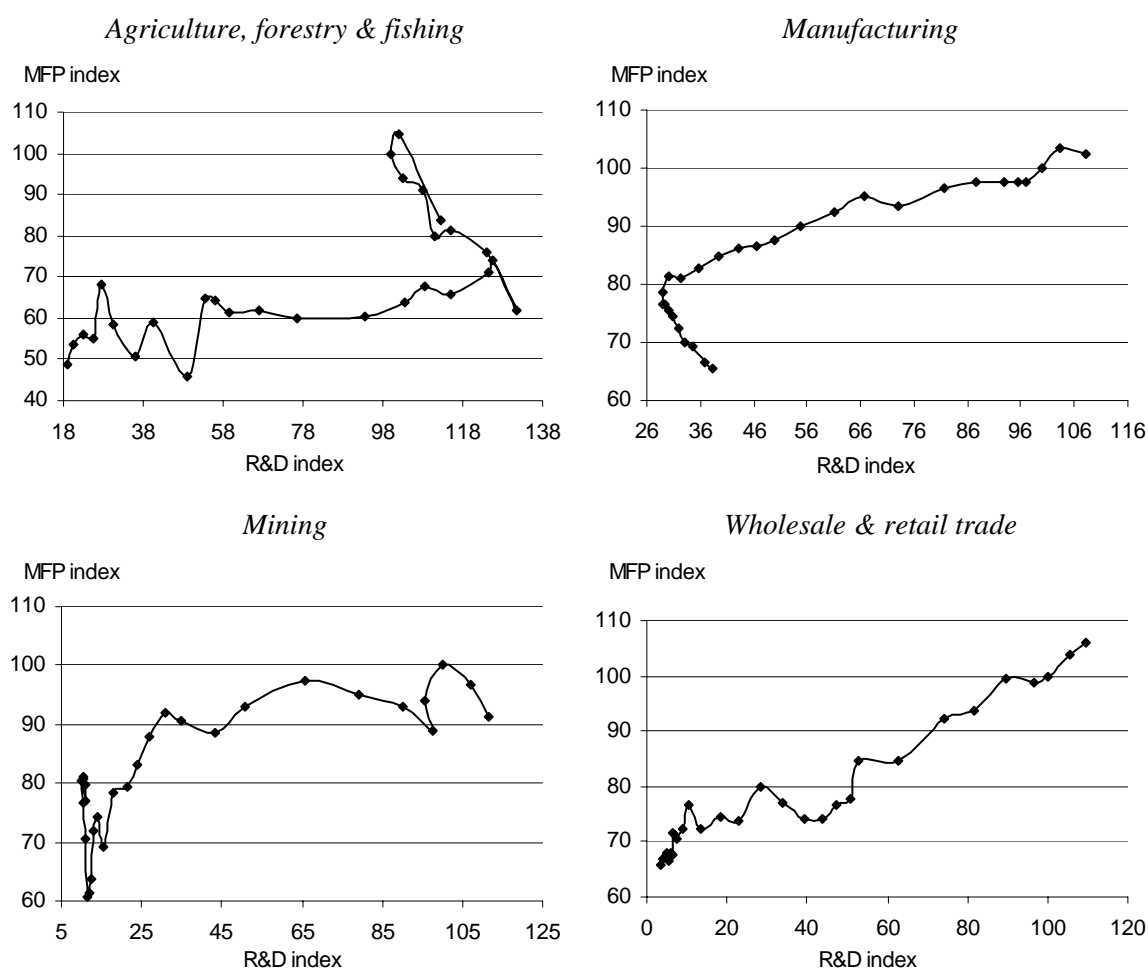 Agriculture, forestry & fishing
MFP index
110
100
90
80
70
60
50
40
18 38 58 78 98 118 138
R&D index
Manufacturing
MFP index
110
100
90
80
70
60
26 36 46 56 66 76 86 96 106 116
R&D index
Mining
MFP index
110
100
90
80
70
60
5 25 45 65 85 105 125
R&D index
Wholesale & retail trade
MFP index
110
100
90
80
70
60
0 20 40 60 80 100 120
R&D index